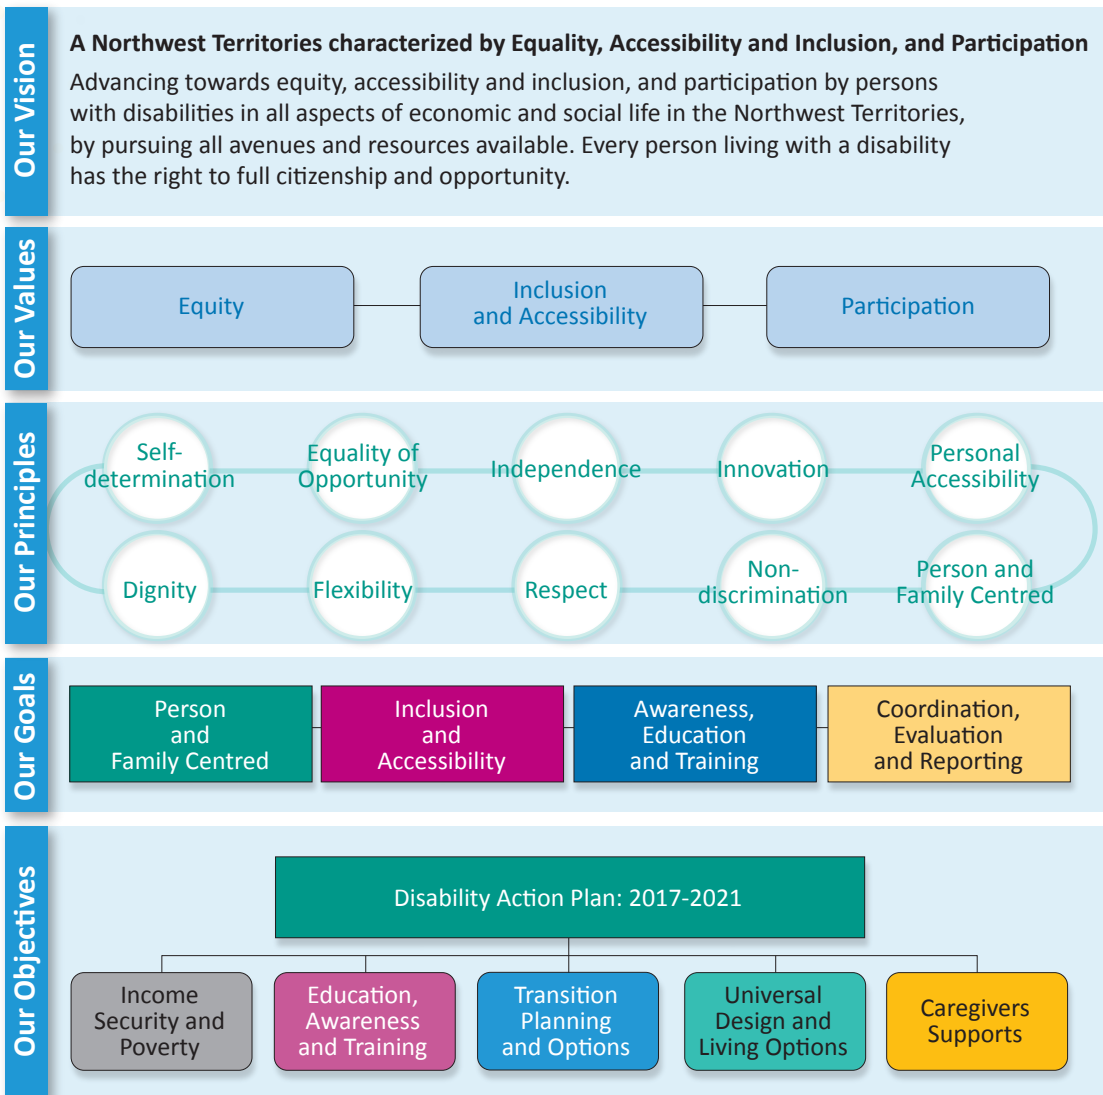 Our Vision
A Northwest Territories characterized by Equality, Accessibility and Inclusion, and Participation
Advancing towards equity, accessibility and inclusion, and participation by persons
with disabilities in all aspects of economic and social life in the Northwest Territories,
by pursuing all avenues and resources available. Every person living with a disability
has the right to full citizenship and opportunity.
Our Values
Equity
Inclusion
and Accessibility
Participation
Our Principles
Self-
determination
Equality of
Opportunity
Independence
Innovation
Personal
Accessibility
Dignity
Flexibility
Respect
Non-
discrimination
Person and
Family Centred
Our Goals
Person
and
Family Centred
Inclusion
and
Accessibility
Awareness,
Education
and Training
Coordination,
Evaluation
and Reporting
Our Objectives
Disability Action Plan: 2017-2021
Income
Security and
Poverty
Education,
Awareness
and Training
Transition
Planning
and Options
Universal
Design and
Living Options
Caregivers
Supports